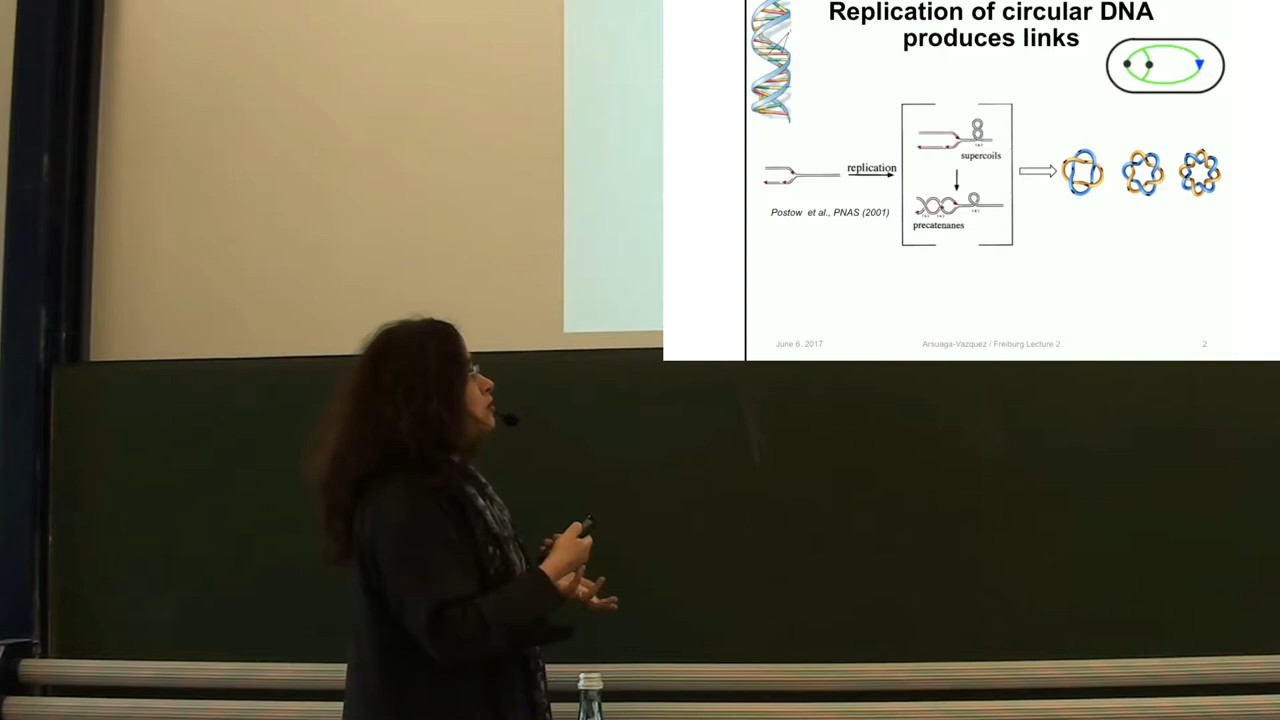 Replication of circular DNA
produces links
replication
supercoils
Postow et al., PNAS (2001)
precatenanes
June 6, 2017
Arsuaga-Vazquez / Freiburg Lecture 2
2